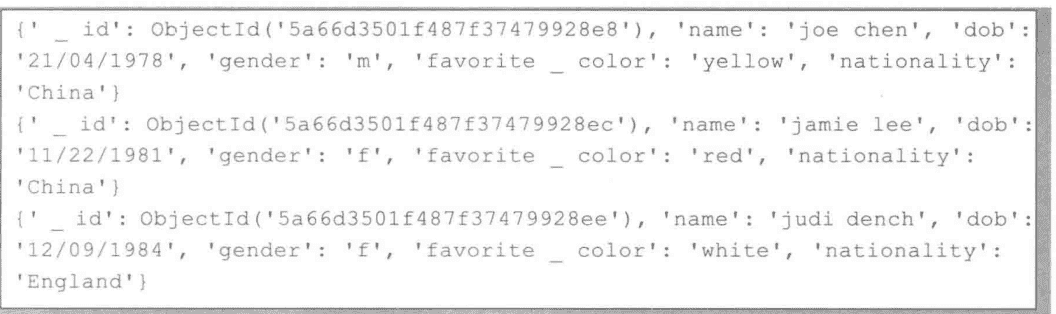 {' _ id': ObjectId('5a66d3501f487f37479928e8'), 'name': 'joe chen', 'dob':
'21/04/1978', 'gender': 'm', 'favorite _ color': 'yellow', 'nationality':
'China'}
{' _ id': ObjectId('5a66d3501f487f37479928ec'), 'name': 'jamie lee', 'dob':
'11/22/1981', 'gender': 'f', 'favorite _ color': 'red', 'nationality':
'China'}
{' _ id': ObjectId('5a66d3501f487f37479928ee'), 'name': 'judi dench', 'dob':
'12/09/1984', 'gender': 'f', 'favorite _ color': 'white', 'nationality':
'England'}